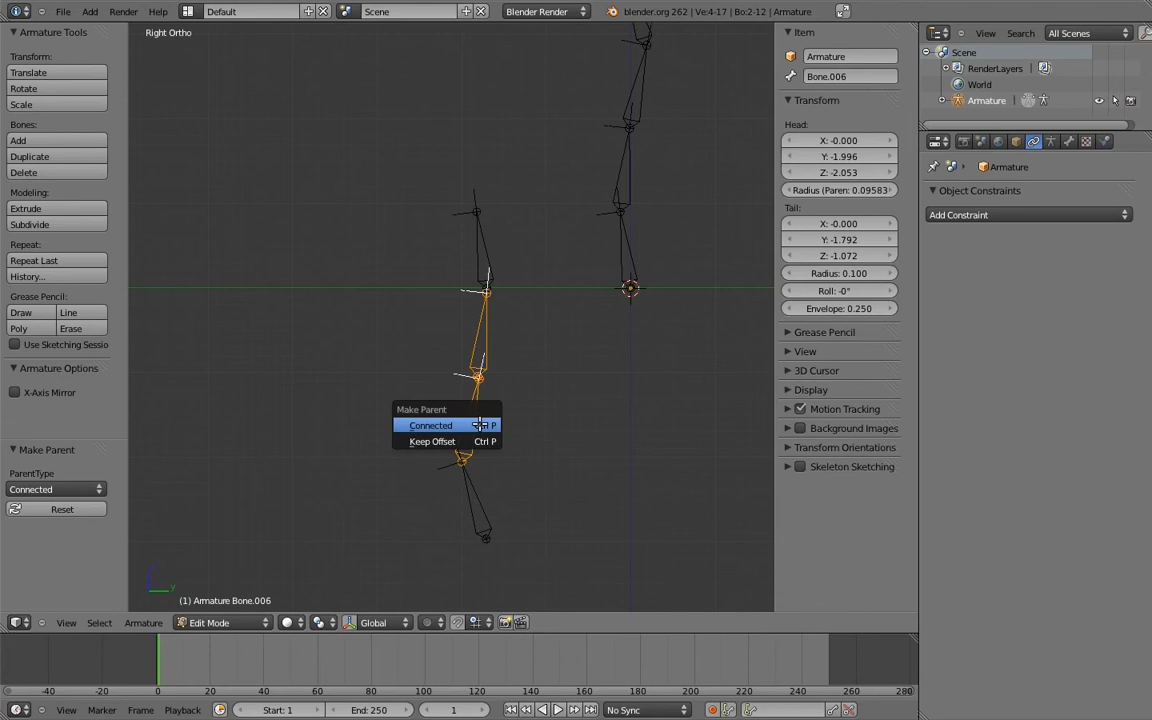 File Add Render Help Default Scene Blender Render blender.org 262 | Ve:4-17 | Bo:2-12 | Armature
View Search All Scenes
Armature Tools
Transform:
Translate
Rotate
Scale
Bones:
Add
Duplicate
Delete
Modeling:
Extrude
Subdivide
Repeat:
Repeat Last
History...
Grease Pencil:
Draw Line
Poly Erase
Use Sketching Sessio
Armature Options
X-Axis Mirror
Make Parent
ParentType
Connected
Reset
Right Ortho
Make Parent
Connected P
Keep Offset Ctrl P
y
(1) Armature Bone.006
Item
Armature
Bone.006
Transform
Head:
X: -0.000
Y: -1.996
Z: -2.053
Radius (Paren: 0.09583
Tail:
X: -0.000
Y: -1.792
Z: -1.072
Radius: 0.100
Roll: -0°
Envelope: 0.250
Grease Pencil
View
3D Cursor
Display
Motion Tracking
Background Images
Transform Orientations
Skeleton Sketching
Scene
RenderLayers
World
Armature
Armature
Object Constraints
Add Constraint
View Select Armature Edit Mode Global
-40 -20 0 20 40 60 80 100 120 140 160 180 200 220 240 260 280
View Marker Frame Playback Start: 1 End: 250 1 No Sync